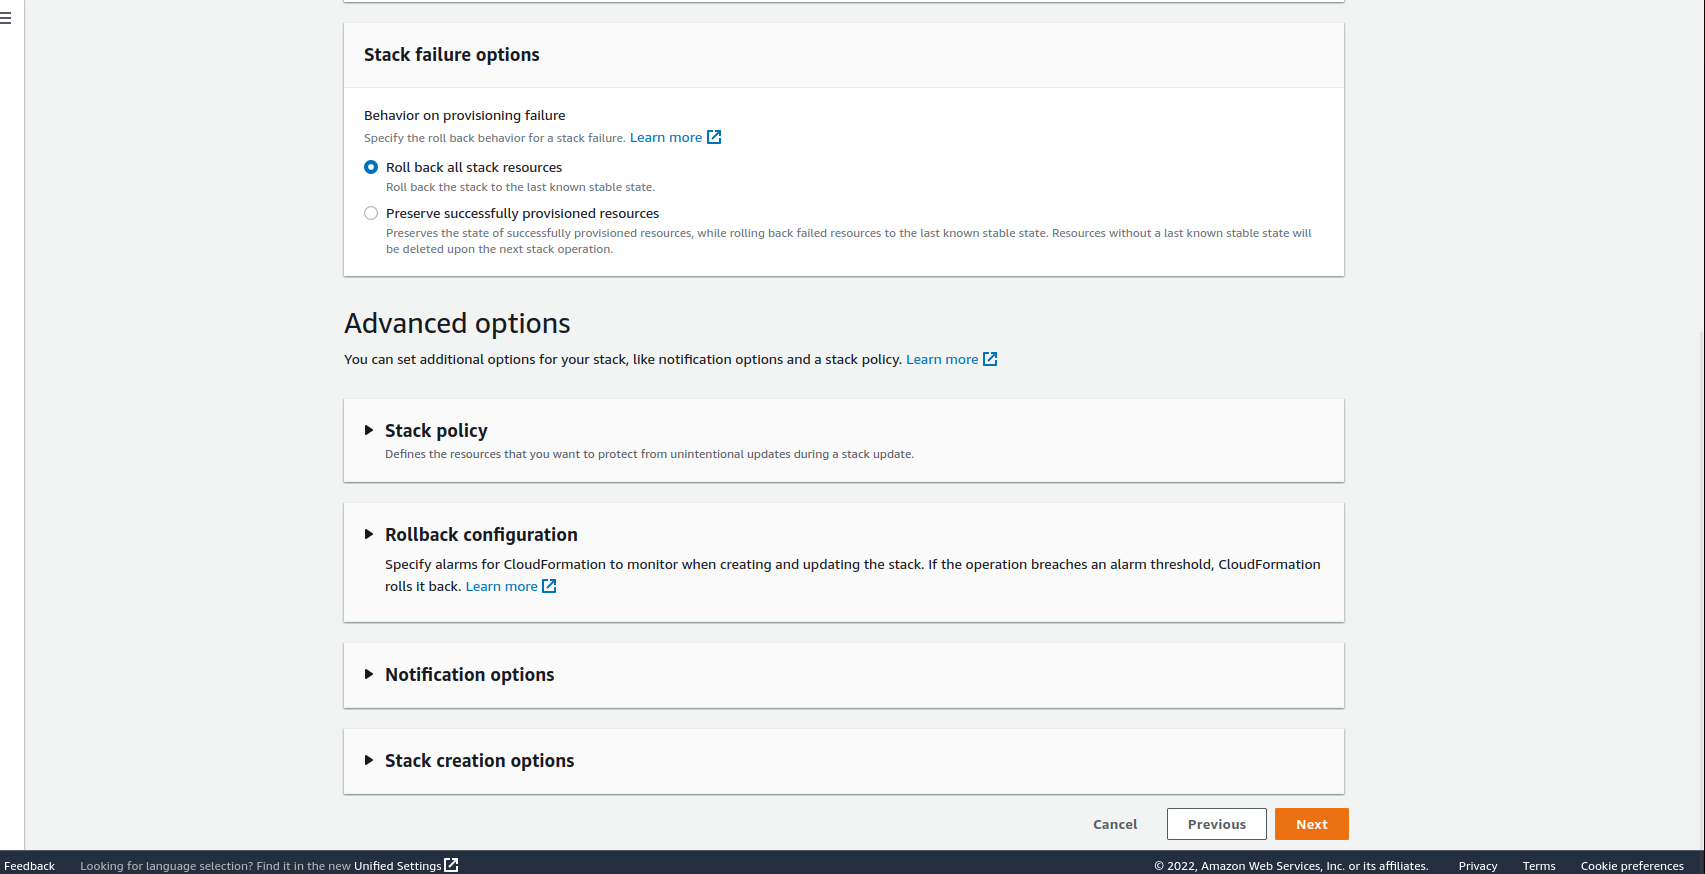 Stack failure options
Behavior on provisioning failure
Specify the roll back behavior for a stack failure. Learn more
Roll back all stack resources
Roll back the stack to the last known stable state.
Preserve successfully provisioned resources
Preserves the state of successfully provisioned resources, while rolling back failed resources to the last known stable state. Resources without a last known stable state will
be deleted upon the next stack operation.
Advanced options
You can set additional options for your stack, like notification options and a stack policy. Learn more
Stack policy
Defines the resources that you want to protect from unintentional updates during a stack update.
Rollback configuration
Specify alarms for CloudFormation to monitor when creating and updating the stack. If the operation breaches an alarm threshold, CloudFormation
rolls it back. Learn more
Notification options
Stack creation options
Cancel Previous Next
Feedback Looking for language selection? Find it in the new Unified Settings © 2022, Amazon Web Services, Inc. or its affiliates. Privacy Terms Cookie preferences